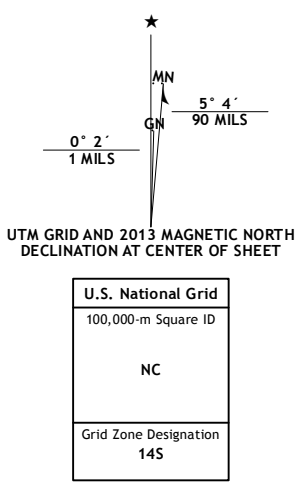 ★
MN
5° 4´
90 MILS
GN
0° 2´
1 MILS
UTM GRID AND 2013 MAGNETIC NORTH
DECLINATION AT CENTER OF SHEET
U.S. National Grid
100,000-m Square ID
NC
Grid Zone Designation
14S